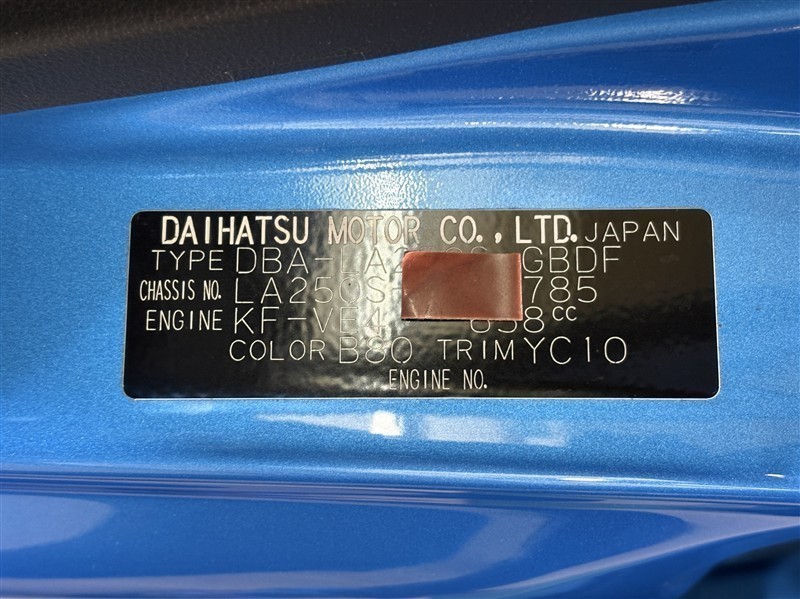 DAIHATSU MOTOR CO., LTD. JAPAN
TYPE DBA-LA2 GBDF
CHASSIS NO. LA250S- 785
ENGINE KF-VE4 658cc
COLOR B80 TRIM YC10
ENGINE NO.